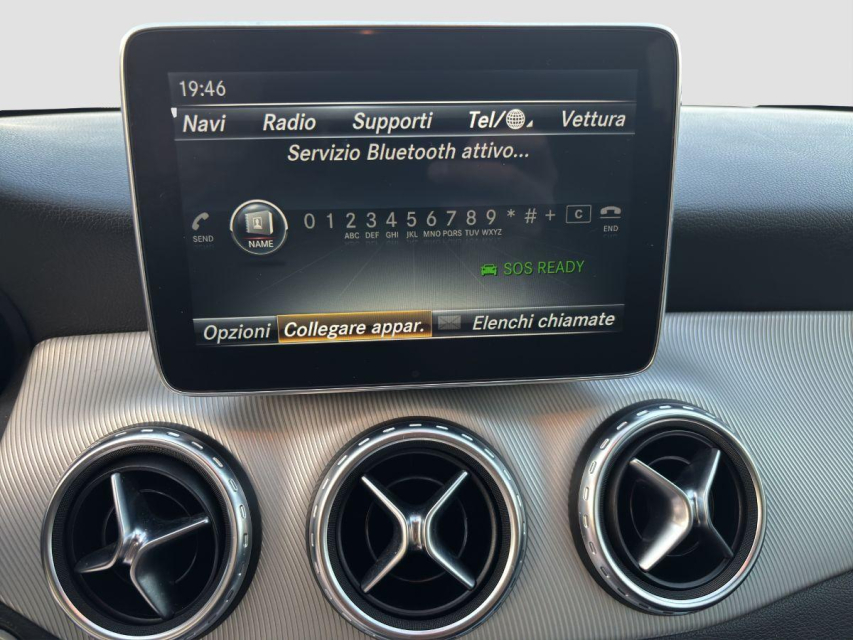 19:46
Navi Radio Supporti Tel/ Vettura
Servizio Bluetooth attivo...
SEND NAME 0 1 2 3 4 5 6 7 8 9 * # + C END
ABC DEF GHI JKL MNO PQRS TUV WXYZ
SOS READY
Opzioni Collegare appar. Elenchi chiamate